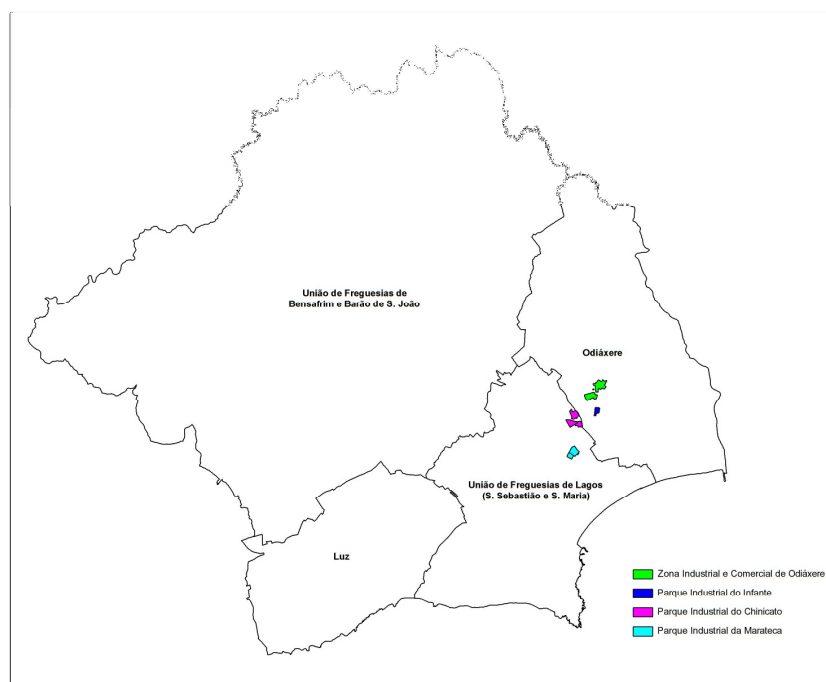 União de Freguesias de
Bensafrim e Barão de S. João
Odiáxere
União de Freguesias de Lagos
(S. Sebastião e S. Maria)
Luz
Zona Industrial e Comercial de Odiáxere
Parque Industrial do Infante
Parque Industrial do Chinicato
Parque Industrial da Marateca